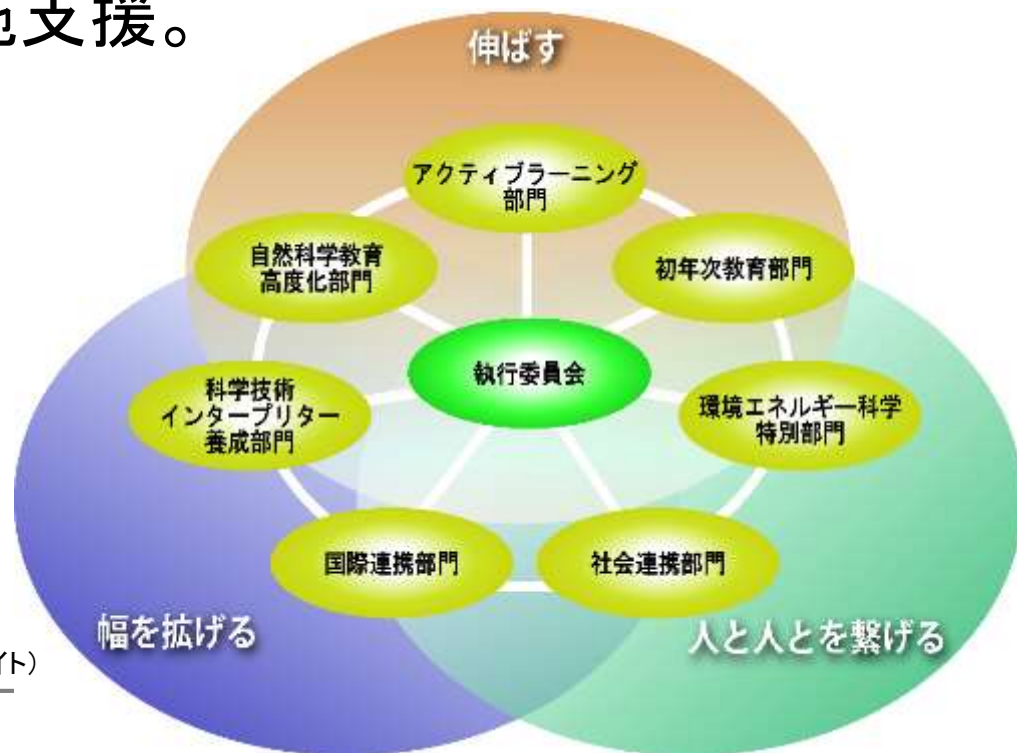 支援。
伸ばす
アクティブラーニング
部門
自然科学教育
高度化部門
初年次教育部門
執行委員会
科学技術
インタープリター
養成部門
環境エネルギー科学
特別部門
国際連携部門
社会連携部門
幅を拡げる
人と人とを繋げる
イト）